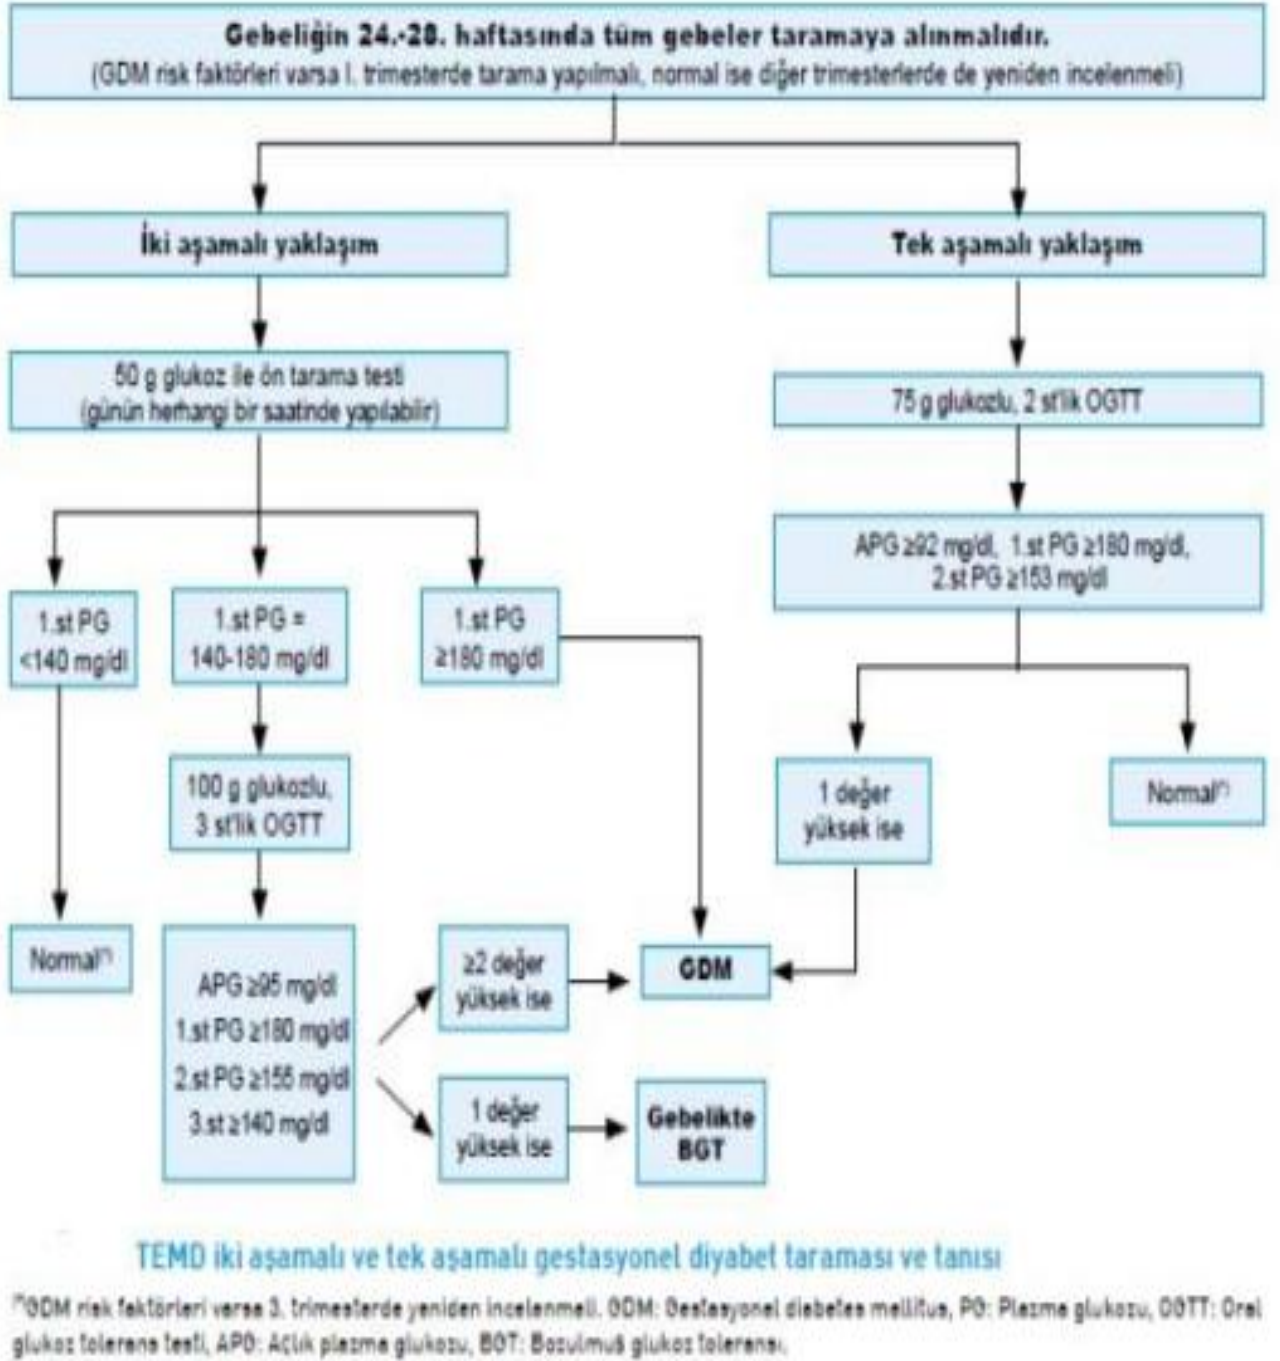 Gebeliğin 24.-28. haftasında tüm gebeler taramaya alınmalıdır.
(GDM risk faktörleri varsa I. trimesterde tarama yapılmalı, normal ise diğer trimesterlerde de yeniden incelenmeli)
İki aşamalı yaklaşım
50 g glukoz ile ön tarama testi
(günün herhangi bir saatinde yapılabilir)
1.st PG
<140 mg/dl
1.st PG =
140-180 mg/dl
1.st PG
≥180 mg/dl
100 g glukozlu,
3 st'lik OGTT
Normal(*)
APG ≥95 mg/dl
1.st PG ≥180 mg/dl
2.st PG ≥155 mg/dl
3.st ≥140 mg/dl
≥2 değer
yüksek ise
1 değer
yüksek ise
GDM
Gebelikte
BGT
Tek aşamalı yaklaşım
75 g glukozlu, 2 st'lik OGTT
APG ≥92 mg/dl, 1.st PG ≥180 mg/dl,
2.st PG ≥153 mg/dl
1 değer
yüksek ise
Normal(*)
TEMD iki aşamalı ve tek aşamalı gestasyonel diyabet taraması ve tanısı
(*)GDM risk faktörleri varsa 3. trimesterde yeniden incelenmeli. GDM: Gestasyonel diabetes mellitus, PG: Plazma glukozu, OGTT: Oral
glukoz tolerans testi, APG: Açlık plazma glukozu, BGT: Bozulmuş glukoz toleransı.